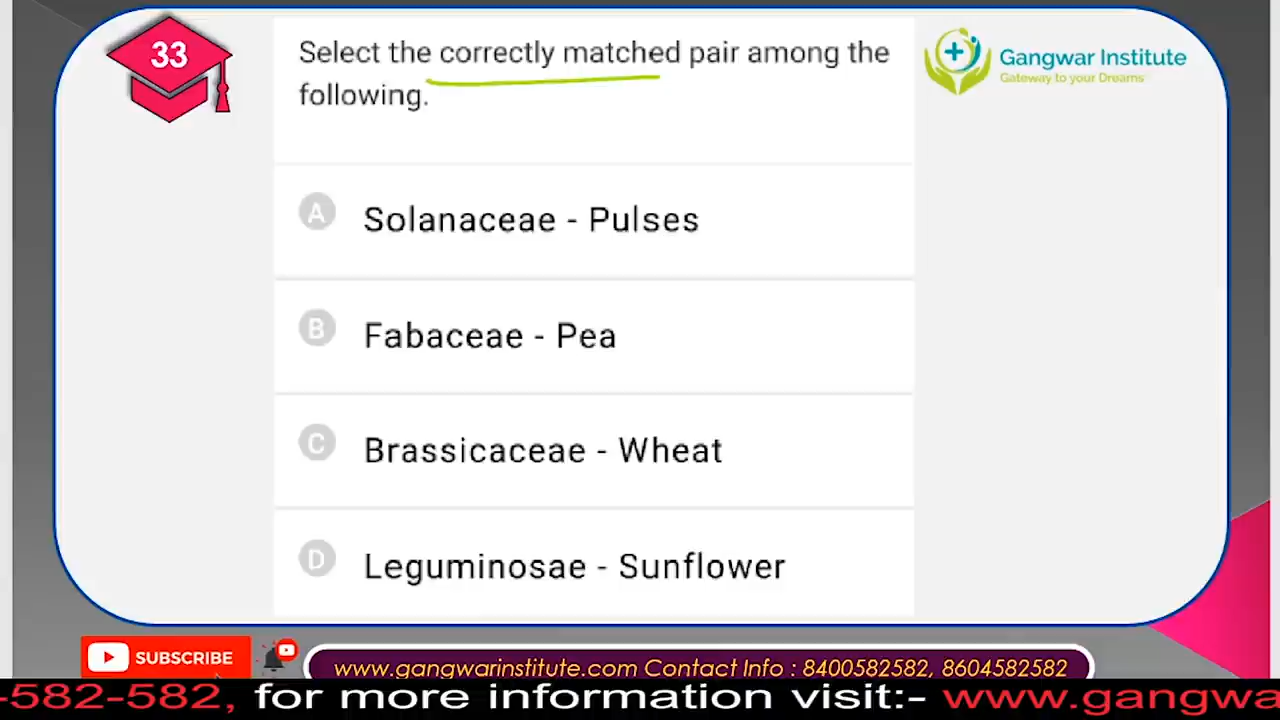 33
Select the correctly matched pair among the
following.
Gangwar Institute
Gateway to your Dreams
A Solanaceae - Pulses
B Fabaceae - Pea
C Brassicaceae - Wheat
D Leguminosae - Sunflower
SUBSCRIBE
www.gangwarinstitute.com Contact Info : 8400582582, 8604582582
-582-582, for more information visit:- www.gangwa